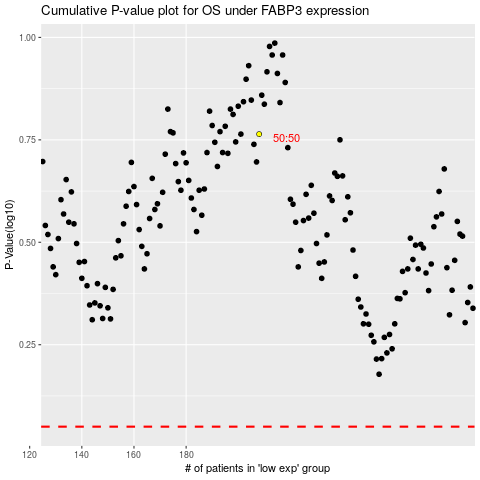 Cumulative P-value plot for OS under FABP3 expression
P-Value(log10)
1.00
0.75
0.50
0.25
50:50
120 140 160 180
# of patients in 'low exp' group